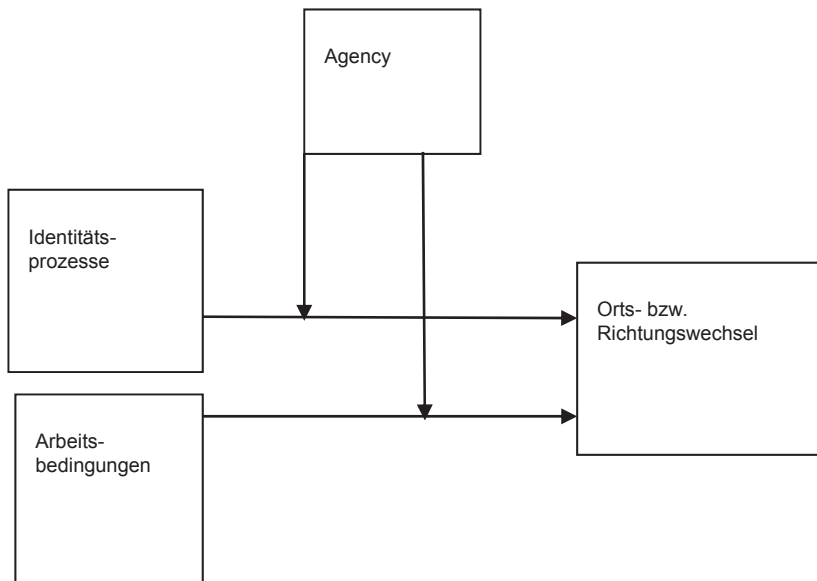 Agency
Identitäts-
prozesse
Orts- bzw.
Richtungswechsel
Arbeits-
bedingungen